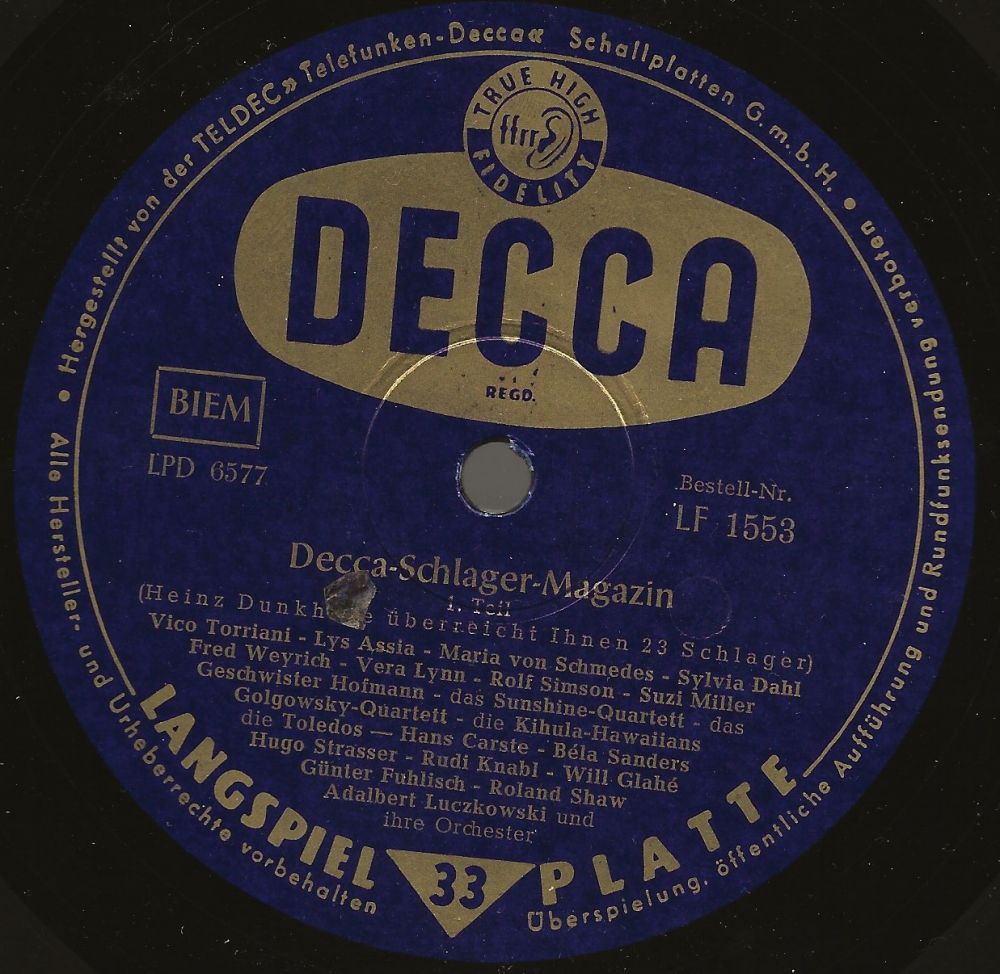 Hergestellt von der TELDEC »Telefunken-Decca« Schallplatten G.m.b.H. •
TRUE HIGH
ffrr
FIDELITY
DECCA
REGD.
BIEM
LPD 6577
Bestell-Nr.
LF 1553
Decca-Schlager-Magazin
1. Teil
(Heinz überreicht Ihnen 23 Schlager)
Vico Torriani - Lys Assia - Maria von Schmedes - Sylvia Dahl
Fred Weyrich - Vera Lynn - Rolf Simson - Suzi Miller
Geschwister Hofmann - das Sunshine-Quartett - das
Golgowsky-Quartett - die Kihula-Hawaiians
die Toledos — Hans Carste - Béla Sanders
Hugo Strasser - Rudi Knabl - Will Glahé
Günter Fuhlisch - Roland Shaw
Adalbert Luczkowski und
ihre Orchester
LANGSPIEL 33 PLATTE
• Alle Hersteller- und Urheberrechte vorbehalten
Überspielung, öffentliche Aufführung und Rundfunksendung verboten